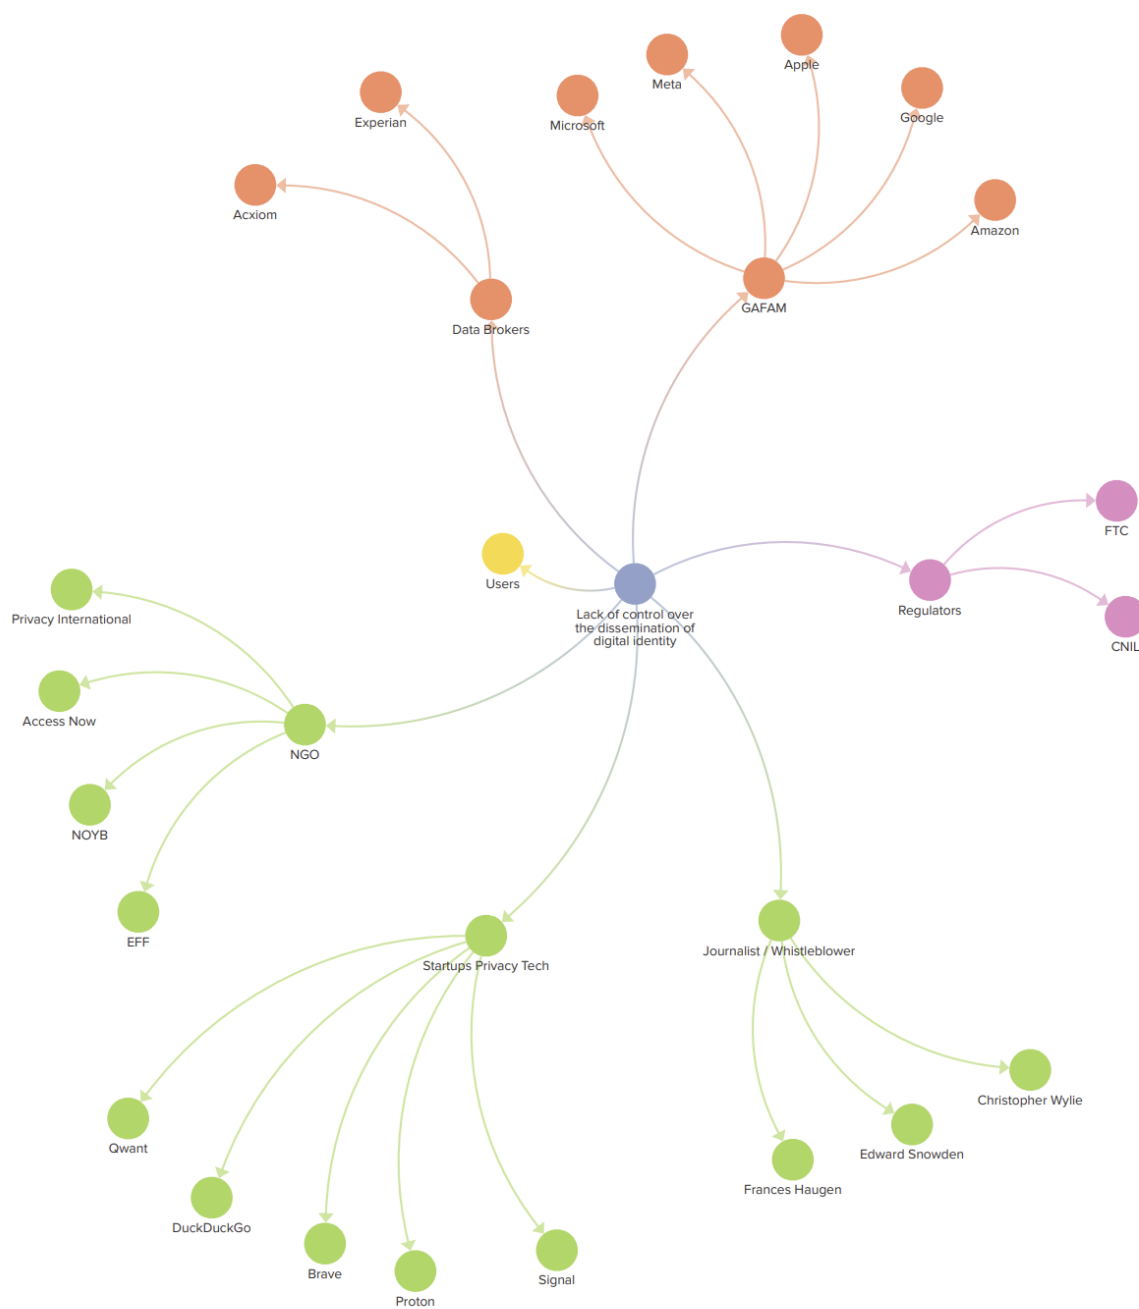 Apple
Meta
Experian
Microsoft
Google
Acxiom
Amazon
GAFAM
Data Brokers
FTC
Users
Regulators
Lack of control over
the dissemination of
digital identity
Privacy International
CNIL
Access Now
NGO
NOYB
EFF
Journalist / Whistleblower
Startups Privacy Tech
Christopher Wylie
Qwant
Edward Snowden
Frances Haugen
DuckDuckGo
Brave
Signal
Proton